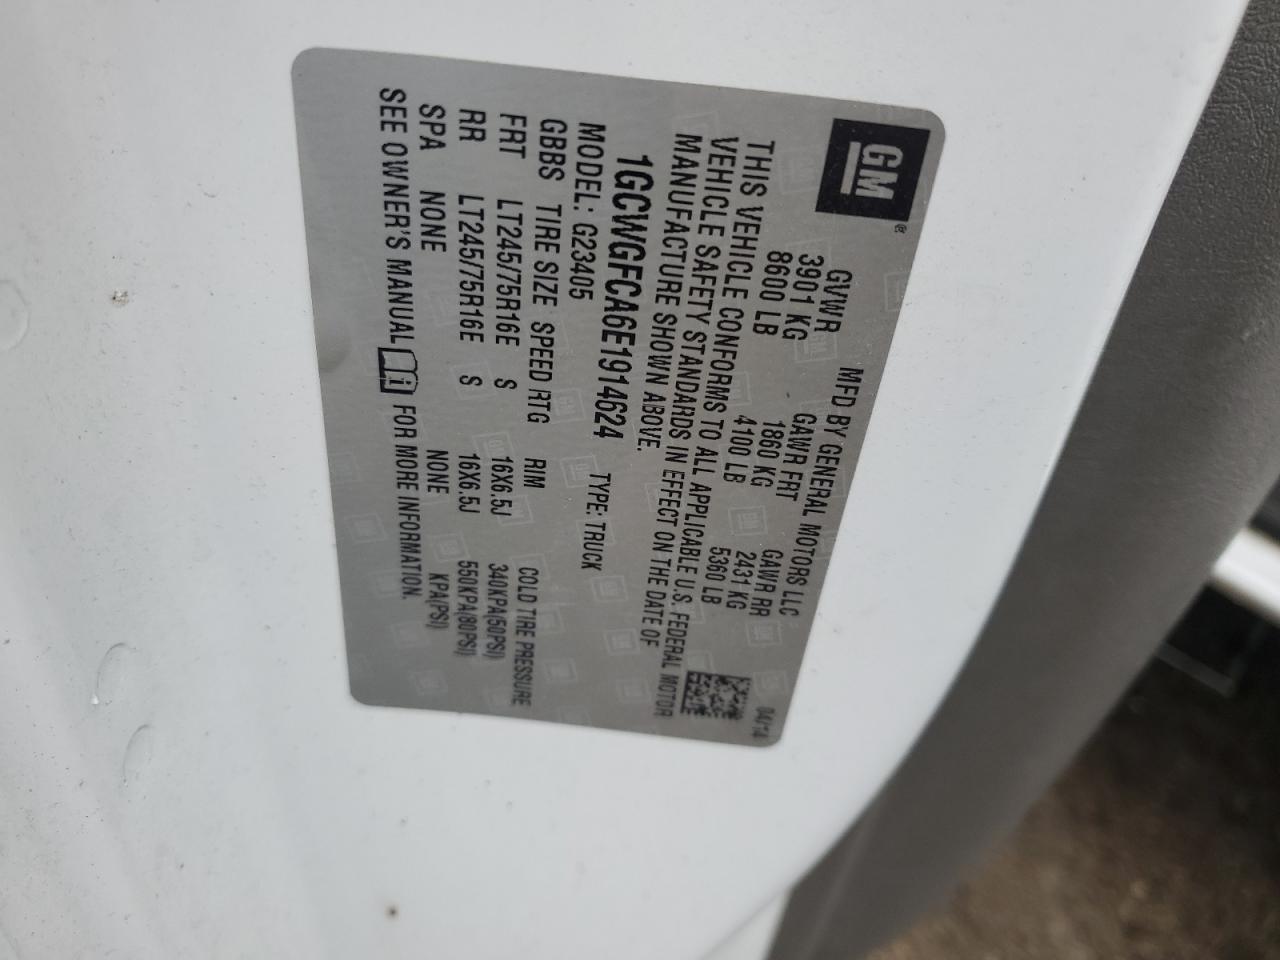 GM
®
MFD BY GENERAL MOTORS LLC 04/14
GVWR GAWR FRT GAWR RR
3901 KG 1860 KG 2431 KG
8600 LB 4100 LB 5360 LB
THIS VEHICLE CONFORMS TO ALL APPLICABLE U.S. FEDERAL MOTOR
VEHICLE SAFETY STANDARDS IN EFFECT ON THE DATE OF
MANUFACTURE SHOWN ABOVE.
1GCWGFCA6E1914624 TYPE: TRUCK
MODEL: G23405
GBBS TIRE SIZE SPEED RTG RIM COLD TIRE PRESSURE
FRT LT245/75R16E S 16X6.5J 340KPA(50PSI)
RR LT245/75R16E S 16X6.5J 550KPA(80PSI)
SPA NONE NONE KPA(PSI)
SEE OWNER'S MANUAL FOR MORE INFORMATION.